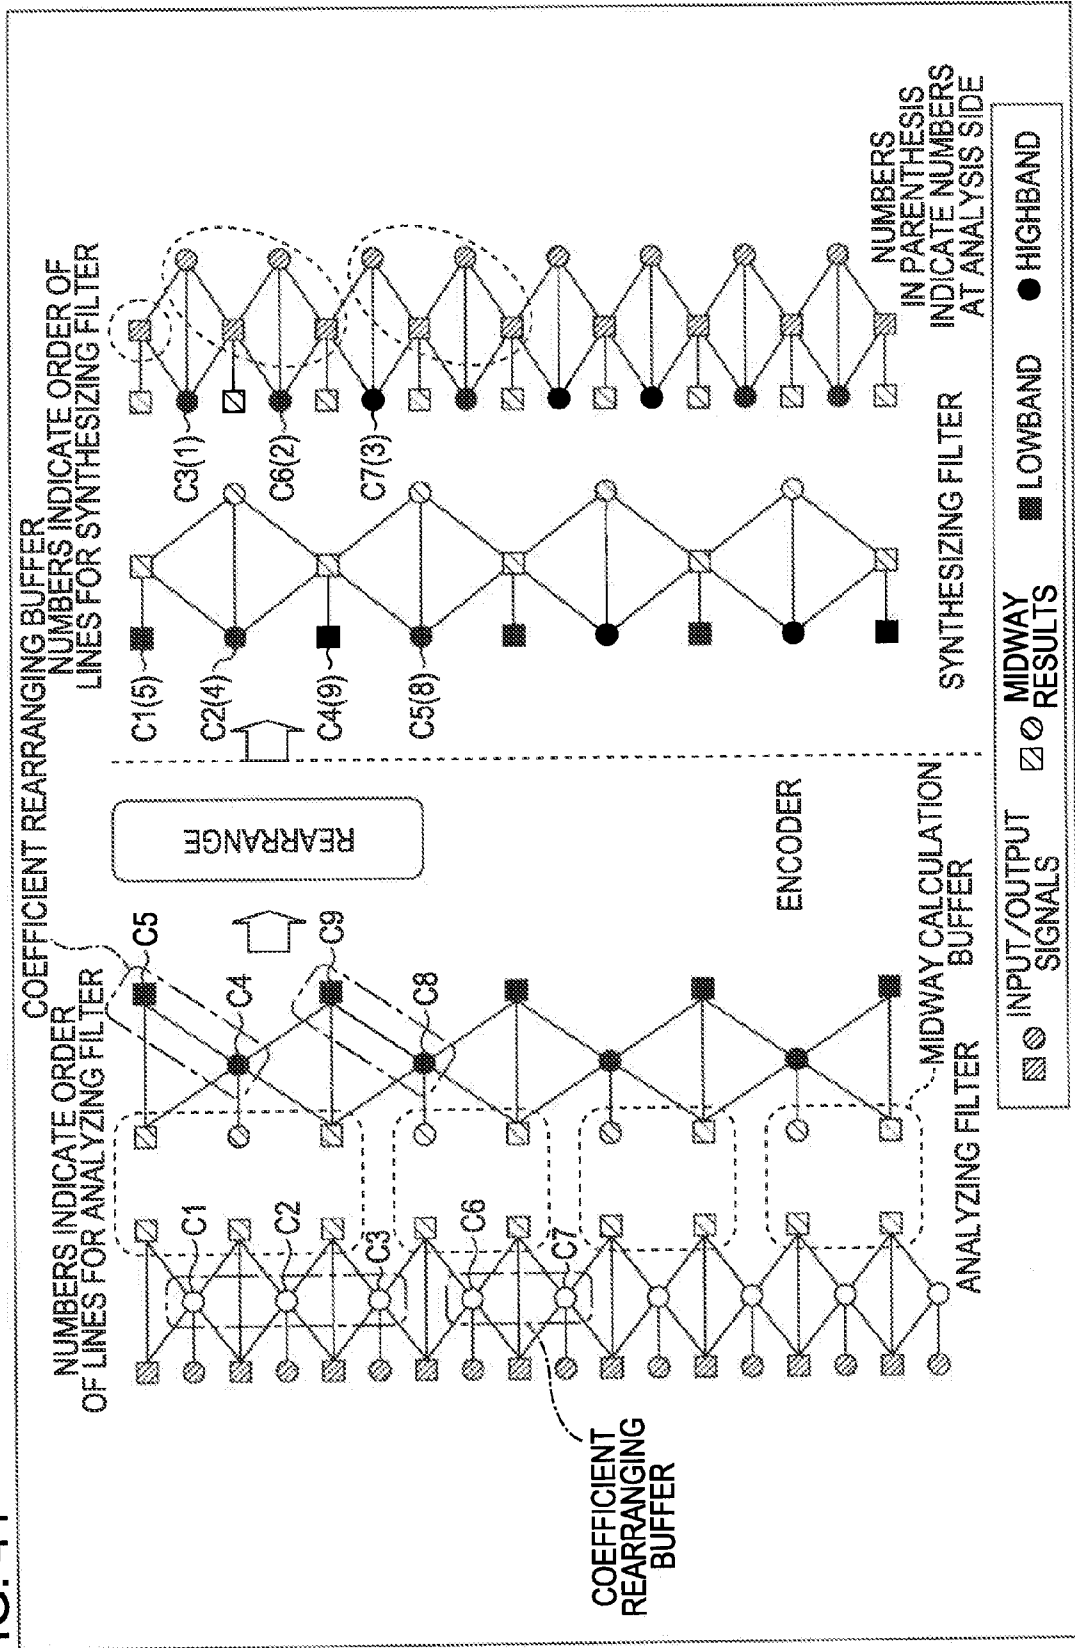 COEFFICIENT REARRANGING BUFFER
NUMBERS INDICATE ORDER
OF LINES FOR ANALYZING FILTER
NUMBERS INDICATE ORDER OF
LINES FOR SYNTHESIZING FILTER
C1
C2
C3
C6
C7
C5
C4
C9
C8
REARRANGE
C1(5)
C2(4)
C4(9)
C5(8)
C3(1)
C6(2)
C7(3)
COEFFICIENT
REARRANGING
BUFFER
ANALYZING FILTER
MIDWAY CALCULATION
BUFFER
ENCODER
SYNTHESIZING FILTER
NUMBERS
IN PARENTHESIS
INDICATE NUMBERS
AT ANALYSIS SIDE
INPUT/OUTPUT
SIGNALS
MIDWAY
RESULTS
LOWBAND
HIGHBAND